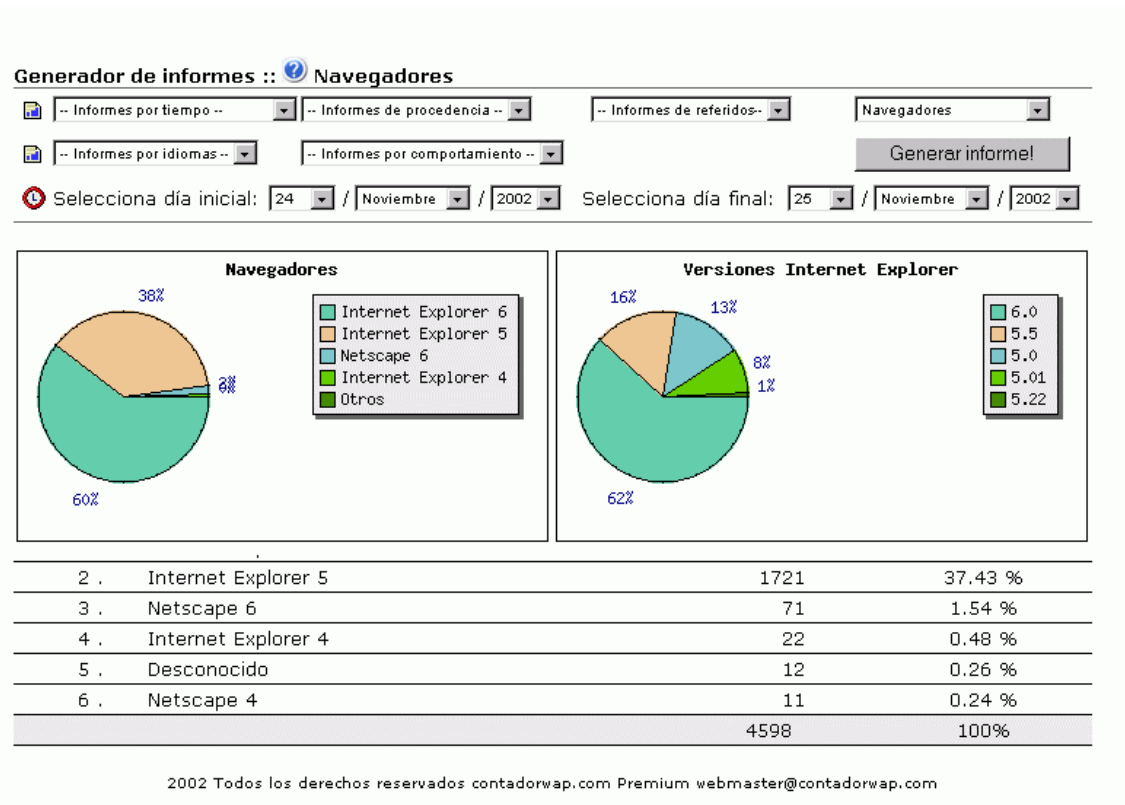 Generador de informes :: ? Navegadores
-- Informes por tiempo -- -- Informes de procedencia -- -- Informes de referidos-- Navegadores
-- Informes por idiomas -- -- Informes por comportamiento -- Generar informe!
Selecciona día inicial: 24 / Noviembre / 2002 Selecciona día final: 25 / Noviembre / 2002
Navegadores
38%
60%
Internet Explorer 6
Internet Explorer 5
Netscape 6
Internet Explorer 4
Otros
Versiones Internet Explorer
16%
13%
8%
1%
62%
6.0
5.5
5.0
5.01
5.22
2 . Internet Explorer 5 1721 37.43 %
3 . Netscape 6 71 1.54 %
4 . Internet Explorer 4 22 0.48 %
5 . Desconocido 12 0.26 %
6 . Netscape 4 11 0.24 %
4598 100%
2002 Todos los derechos reservados contadorwap.com Premium webmaster@contadorwap.com